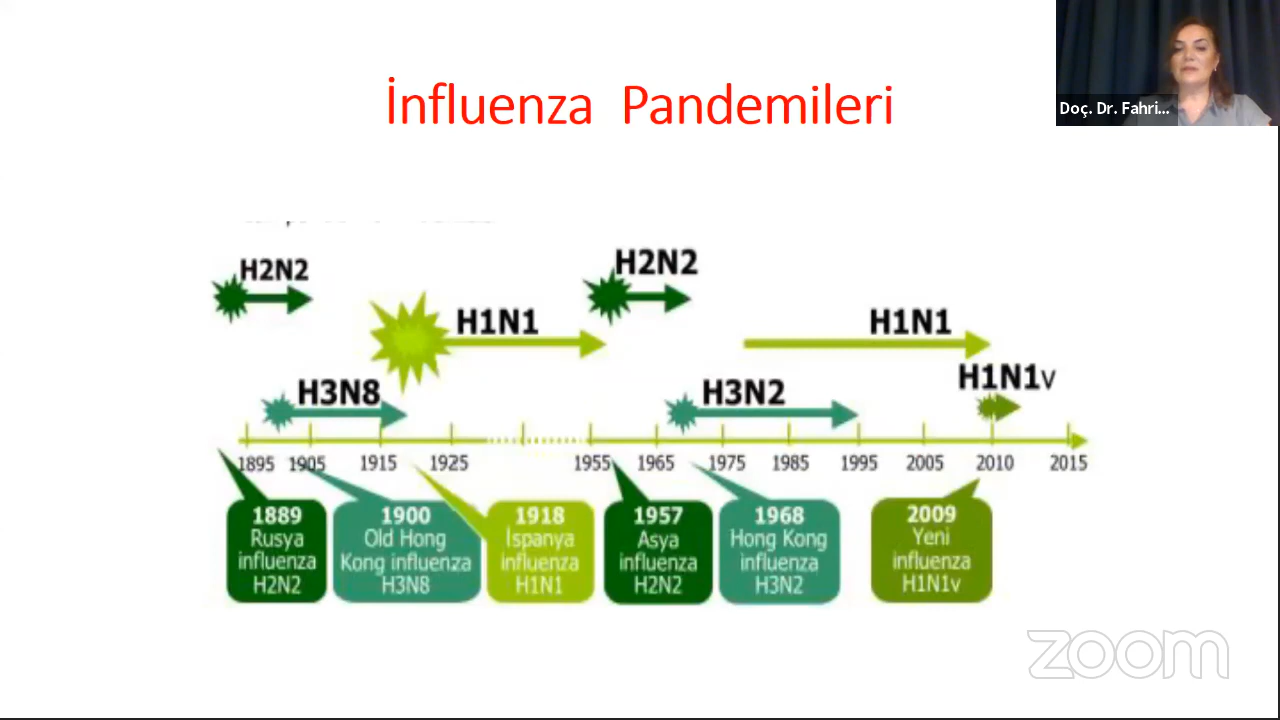 İnfluenza Pandemileri
Doç. Dr. Fahri...
H2N2
H2N2
H1N1
H1N1
H3N8
H3N2
H1N1v
1895 1905 1915 1925 1955 1965 1975 1985 1995 2005 2010 2015
1889
Rusya
influenza
H2N2
1900
Old Hong
Kong influenza
H3N8
1918
İspanya
influenza
H1N1
1957
Asya
influenza
H2N2
1968
Hong Kong
influenza
H3N2
2009
Yeni
influenza
H1N1v
zoom